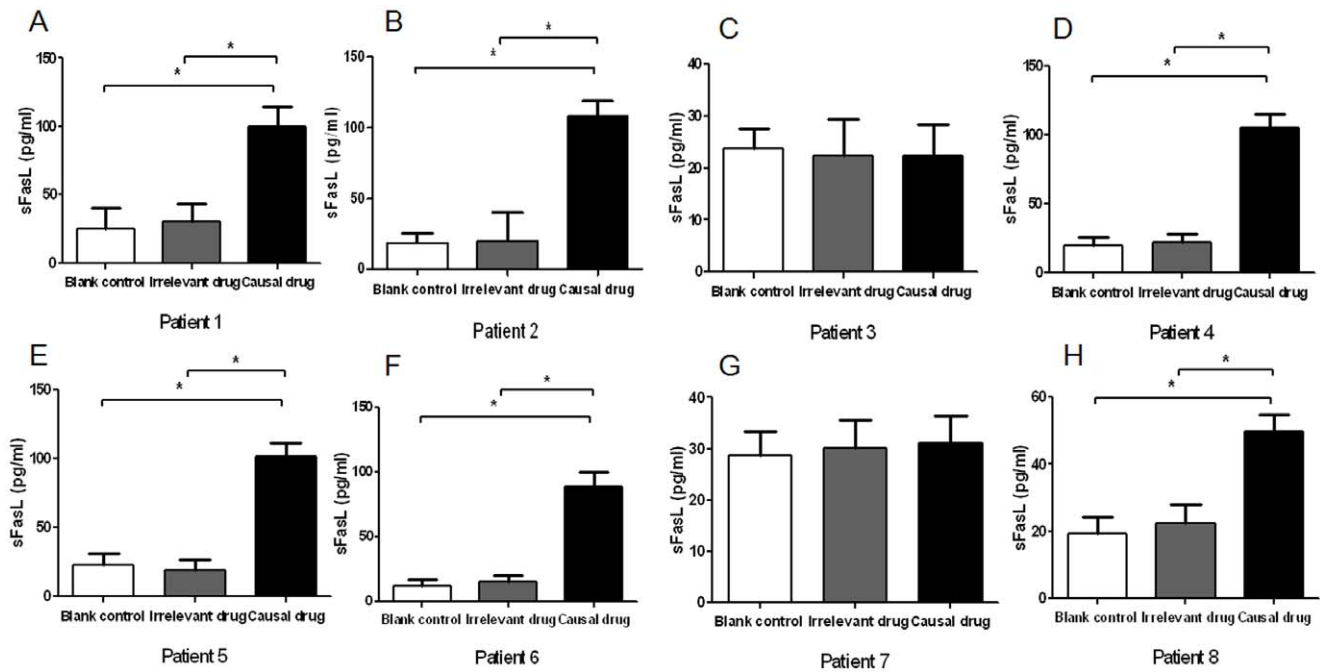 A
sFasL (pg/ml)
150
100
50
0
* *
Blank control Irrelevant drug Causal drug
Patient 1
B
sFasL (pg/ml)
150
100
50
0
* *
Blank control Irrelevant drug Causal drug
Patient 2
C
sFasL (pg/ml)
40
30
20
10
0
Blank control Irrelevant drug Causal drug
Patient 3
D
sFasL (pg/ml)
150
100
50
0
* *
Blank control Irrelevant drug Causal drug
Patient 4
E
sFasL (pg/ml)
150
100
50
0
* *
Blank control Irrelevant drug Causal drug
Patient 5
F
sFasL (pg/ml)
150
100
50
0
* *
Blank control Irrelevant drug Causal drug
Patient 6
G
sFasL (pg/ml)
40
30
20
10
0
Blank control Irrelevant drug Causal drug
Patient 7
H
sFasL (pg/ml)
60
40
20
0
* *
Blank control Irrelevant drug Causal drug
Patient 8